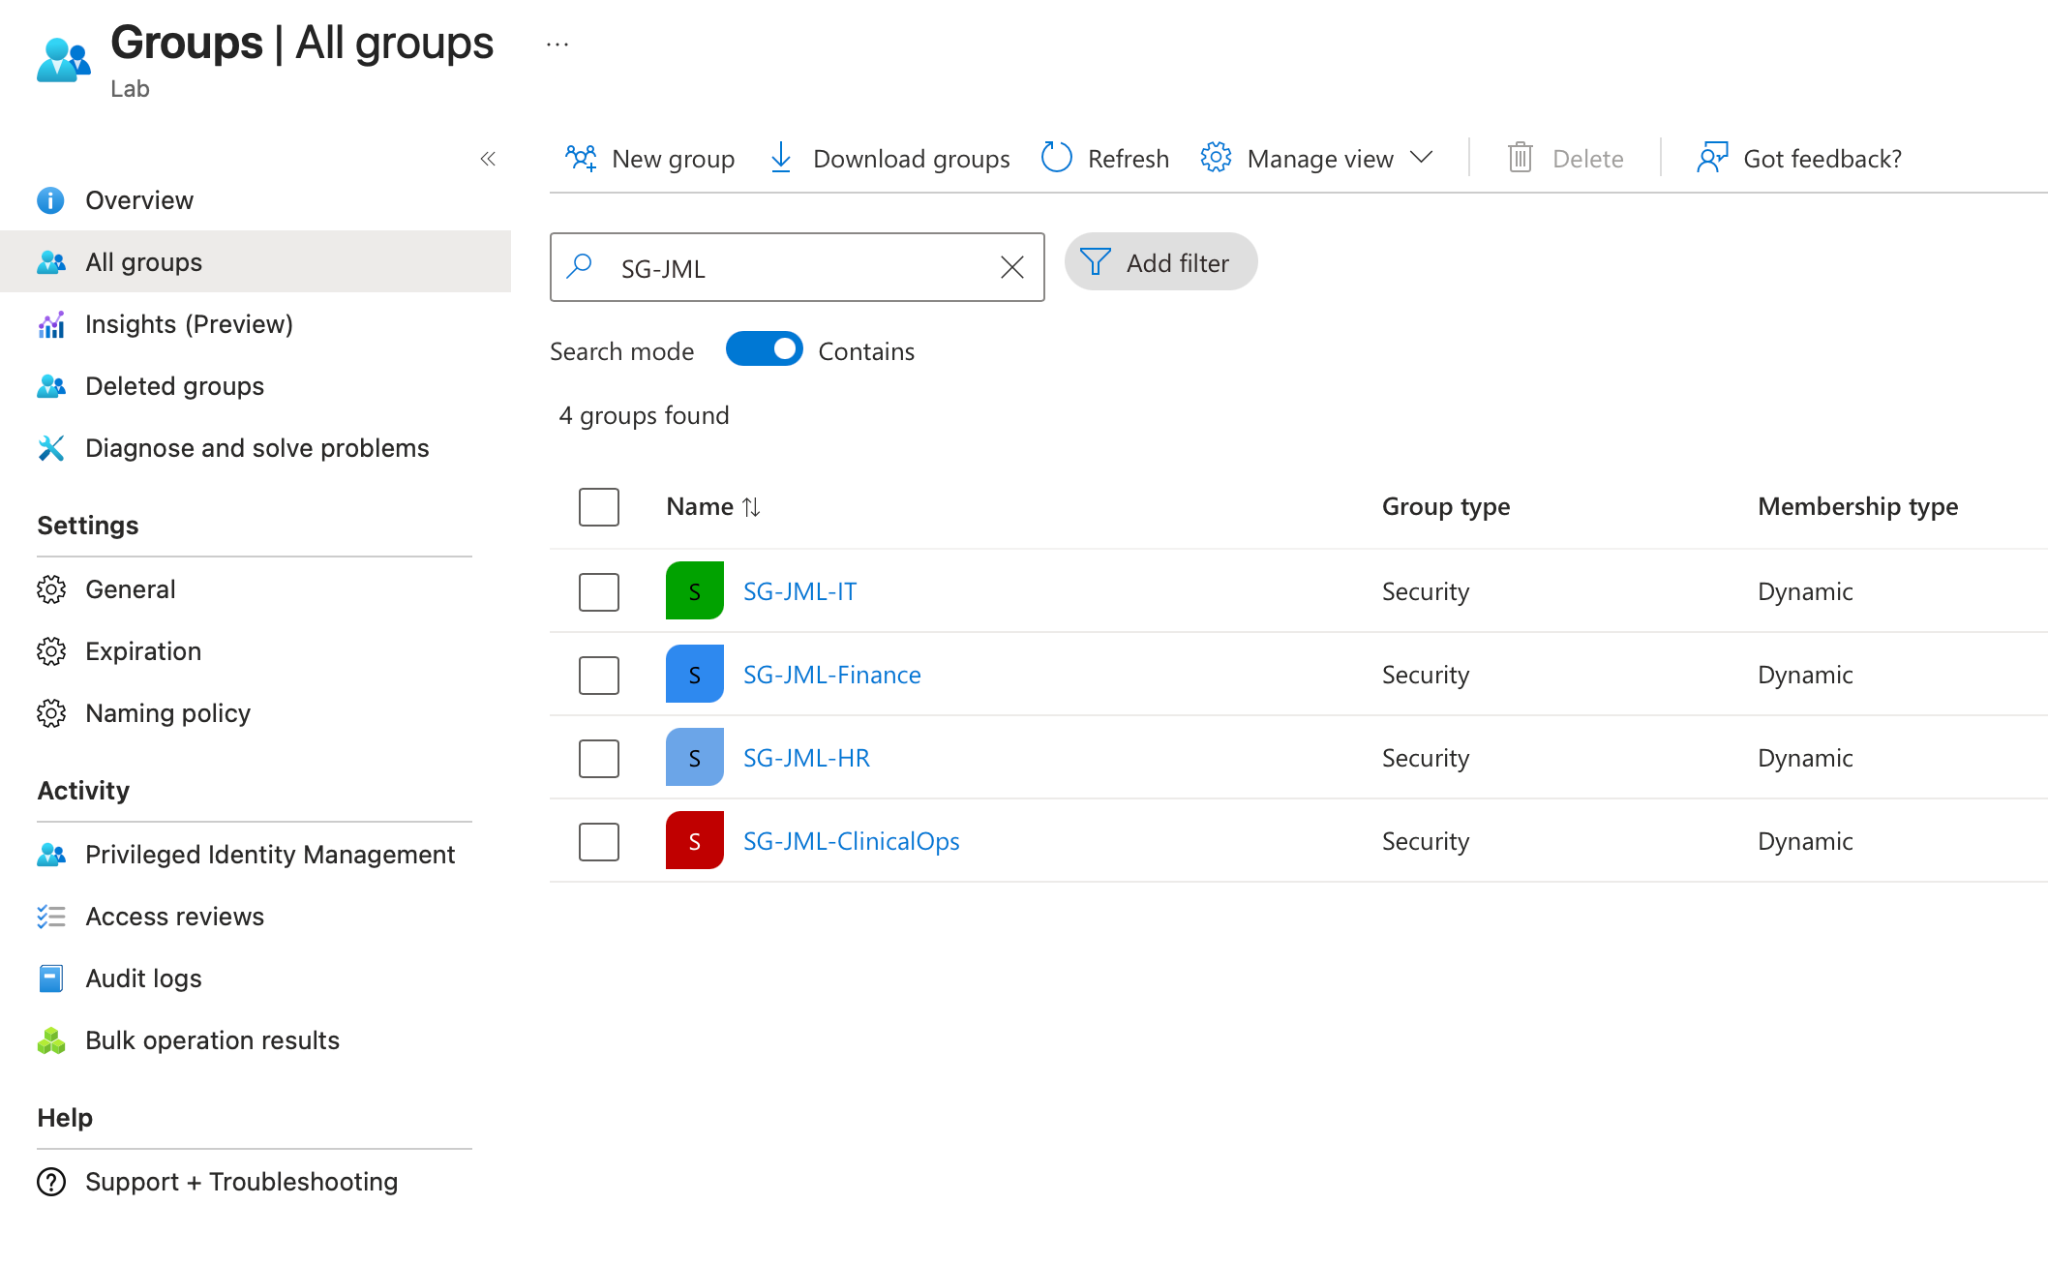 Groups | All groups
...
Lab
«
Overview
All groups
Insights (Preview)
Deleted groups
Diagnose and solve problems
Settings
General
Expiration
Naming policy
Activity
Privileged Identity Management
Access reviews
Audit logs
Bulk operation results
Help
Support + Troubleshooting
New group Download groups Refresh Manage view Delete Got feedback?
SG-JML Add filter
Search mode Contains
4 groups found
Name Group type Membership type
S SG-JML-IT Security Dynamic
S SG-JML-Finance Security Dynamic
S SG-JML-HR Security Dynamic
S SG-JML-ClinicalOps Security Dynamic